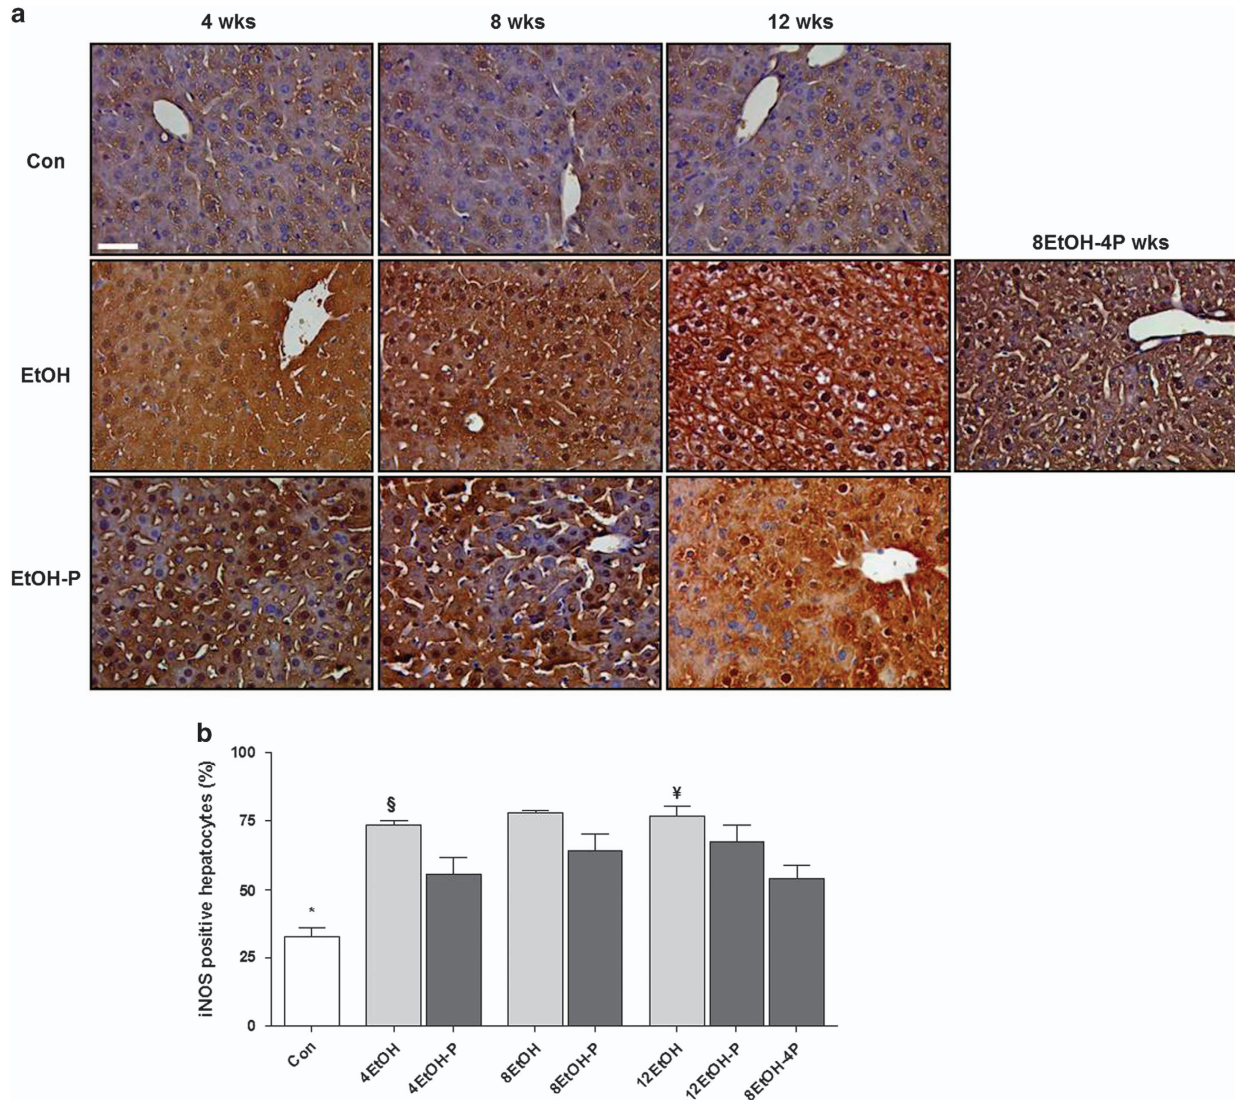 a
4 wks 8 wks 12 wks
Con
8EtOH-4P wks
EtOH
EtOH-P
b
iNOS positive hepatocytes (%)
100
75
50
25
0
*
§
¥
Con 4EtOH 4EtOH-P 8EtOH 8EtOH-P 12EtOH 12EtOH-P 8EtOH-4P